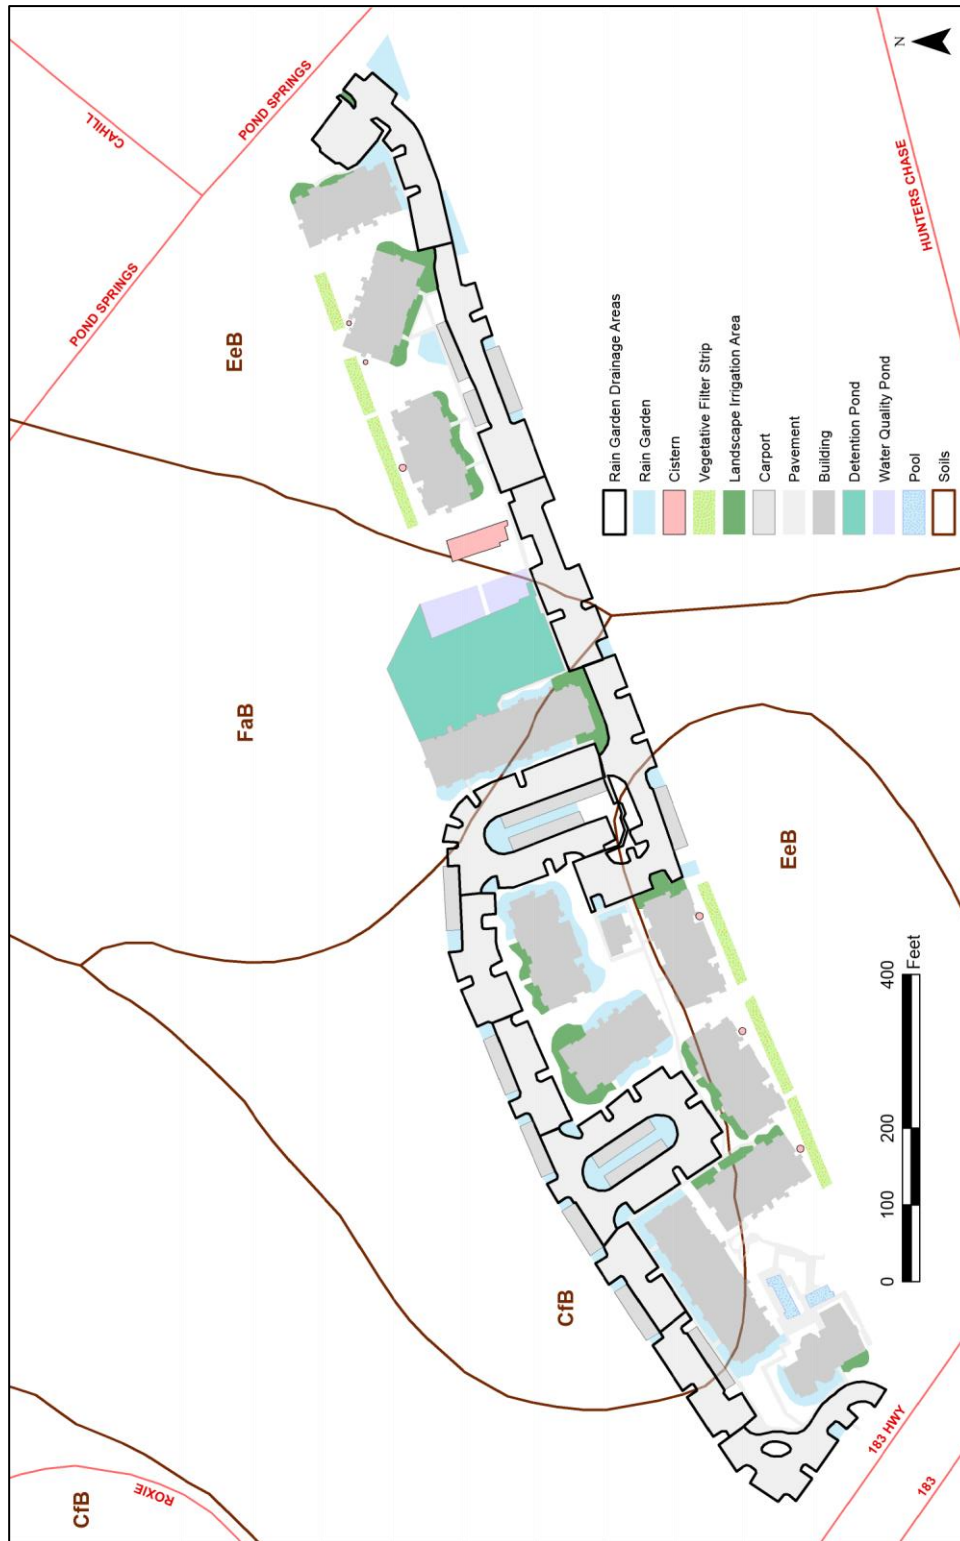 CAHILL
POND SPRINGS
POND SPRINGS
N
HUNTERS CHASE
EeB
FaB
EeB
CfB
CfB
ROXIE
183 HWY
183
Rain Garden Drainage Areas
Rain Garden
Cistern
Vegetative Filter Strip
Landscape Irrigation Area
Carport
Pavement
Building
Detention Pond
Water Quality Pond
Pool
Soils
0 100 200 400
Feet